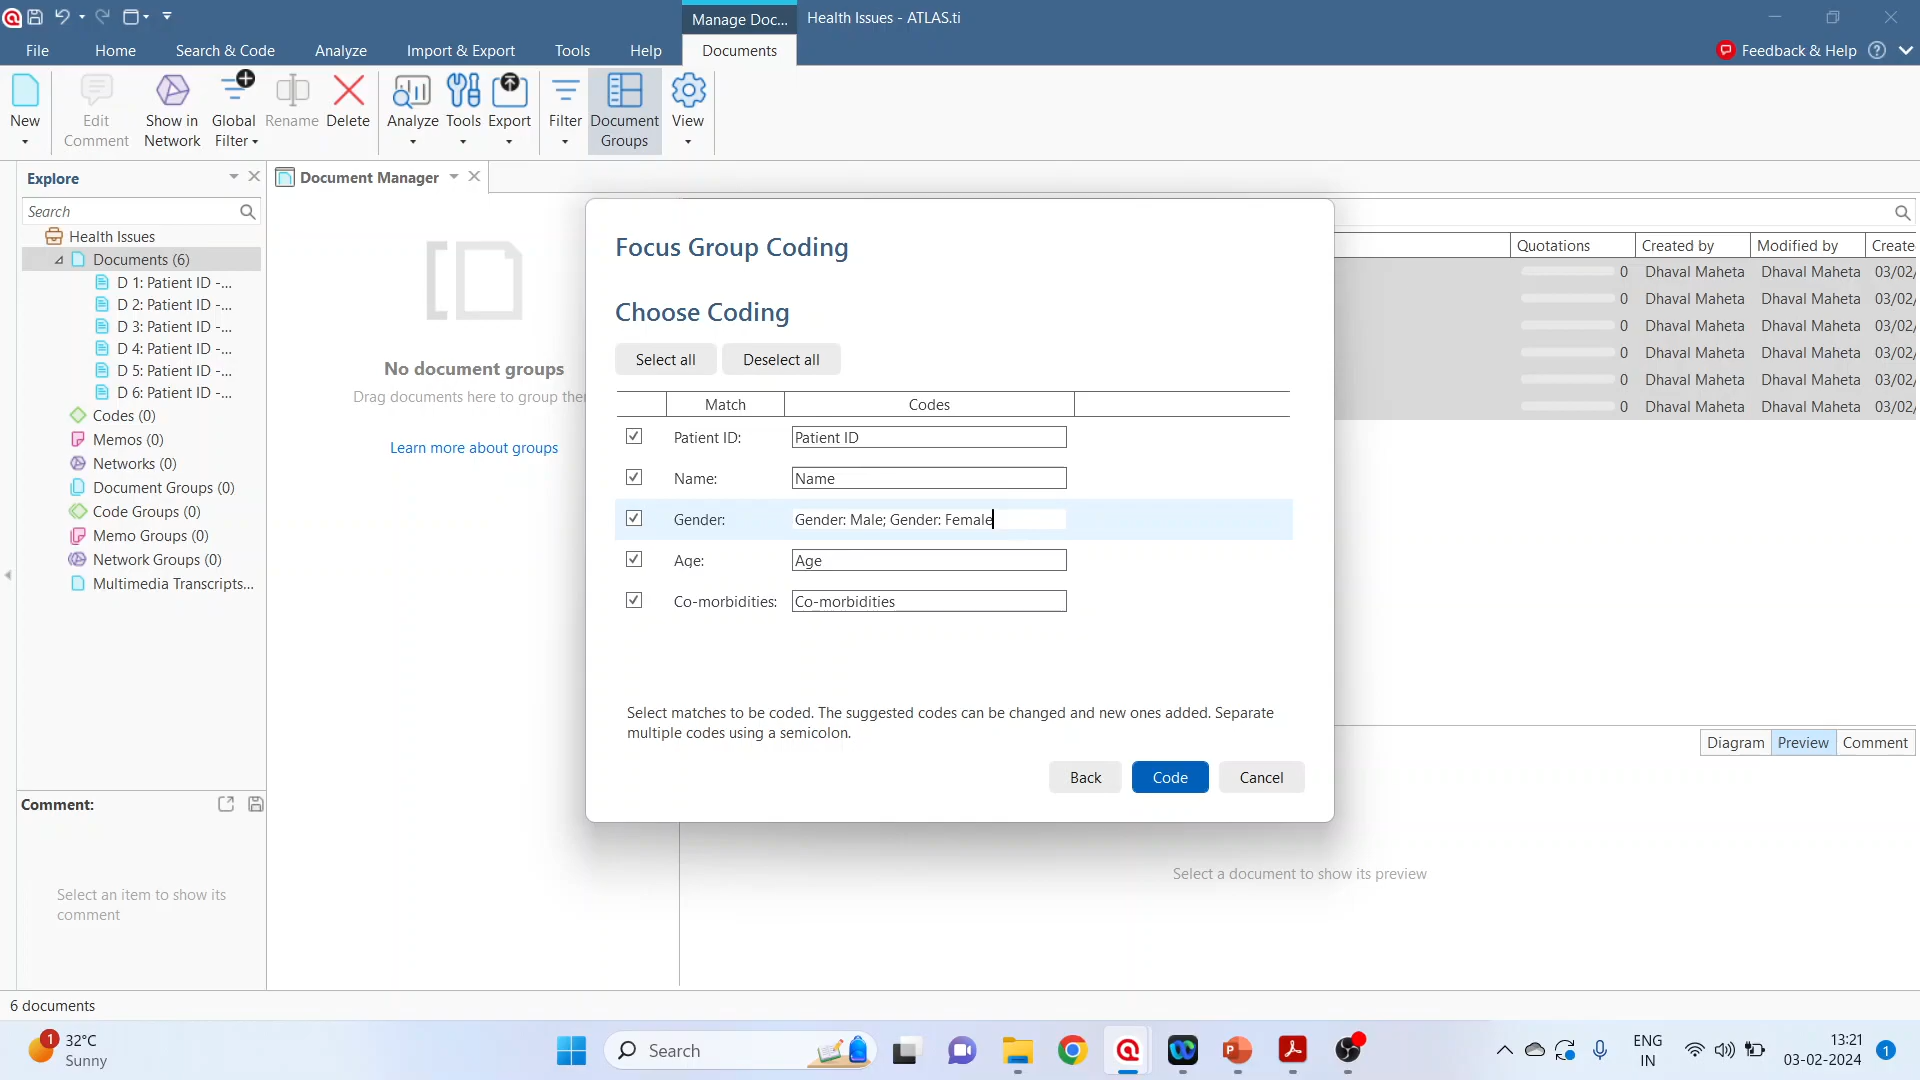 Manage Doc...
Health Issues - ATLAS.ti
File
Home
Search & Code
Analyze
Import & Export
Tools
Help
Documents
Feedback & Help
New
Edit Comment
Show in Network
Global Filter
Rename
Delete
Analyze
Tools
Export
Filter
Document Groups
View
Explore
Document Manager
Search
Health Issues
Documents (6)
D 1: Patient ID -...
D 2: Patient ID -...
D 3: Patient ID -...
D 4: Patient ID -...
D 5: Patient ID -...
D 6: Patient ID -...
Codes (0)
Memos (0)
Networks (0)
Document Groups (0)
Code Groups (0)
Memo Groups (0)
Network Groups (0)
Multimedia Transcripts...
Comment:
Select an item to show its
comment
No document groups
Drag documents here to group the
Learn more about groups
Focus Group Coding
Choose Coding
Select all
Deselect all
Match
Codes
Patient ID:
Patient ID
Name:
Name
Gender:
Gender: Male; Gender: Female
Age:
Age
Co-morbidities:
Co-morbidities
Select matches to be coded. The suggested codes can be changed and new ones added. Separate
multiple codes using a semicolon.
Back
Code
Cancel
Quotations
Created by
Modified by
Create
0 Dhaval Maheta Dhaval Maheta 03/02/
0 Dhaval Maheta Dhaval Maheta 03/02/
0 Dhaval Maheta Dhaval Maheta 03/02/
0 Dhaval Maheta Dhaval Maheta 03/02/
0 Dhaval Maheta Dhaval Maheta 03/02/
0 Dhaval Maheta Dhaval Maheta 03/02/
Diagram
Preview
Comment
Select a document to show its preview
6 documents
1
32°C
Sunny
Search
ENG
IN
13:21
03-02-2024
1